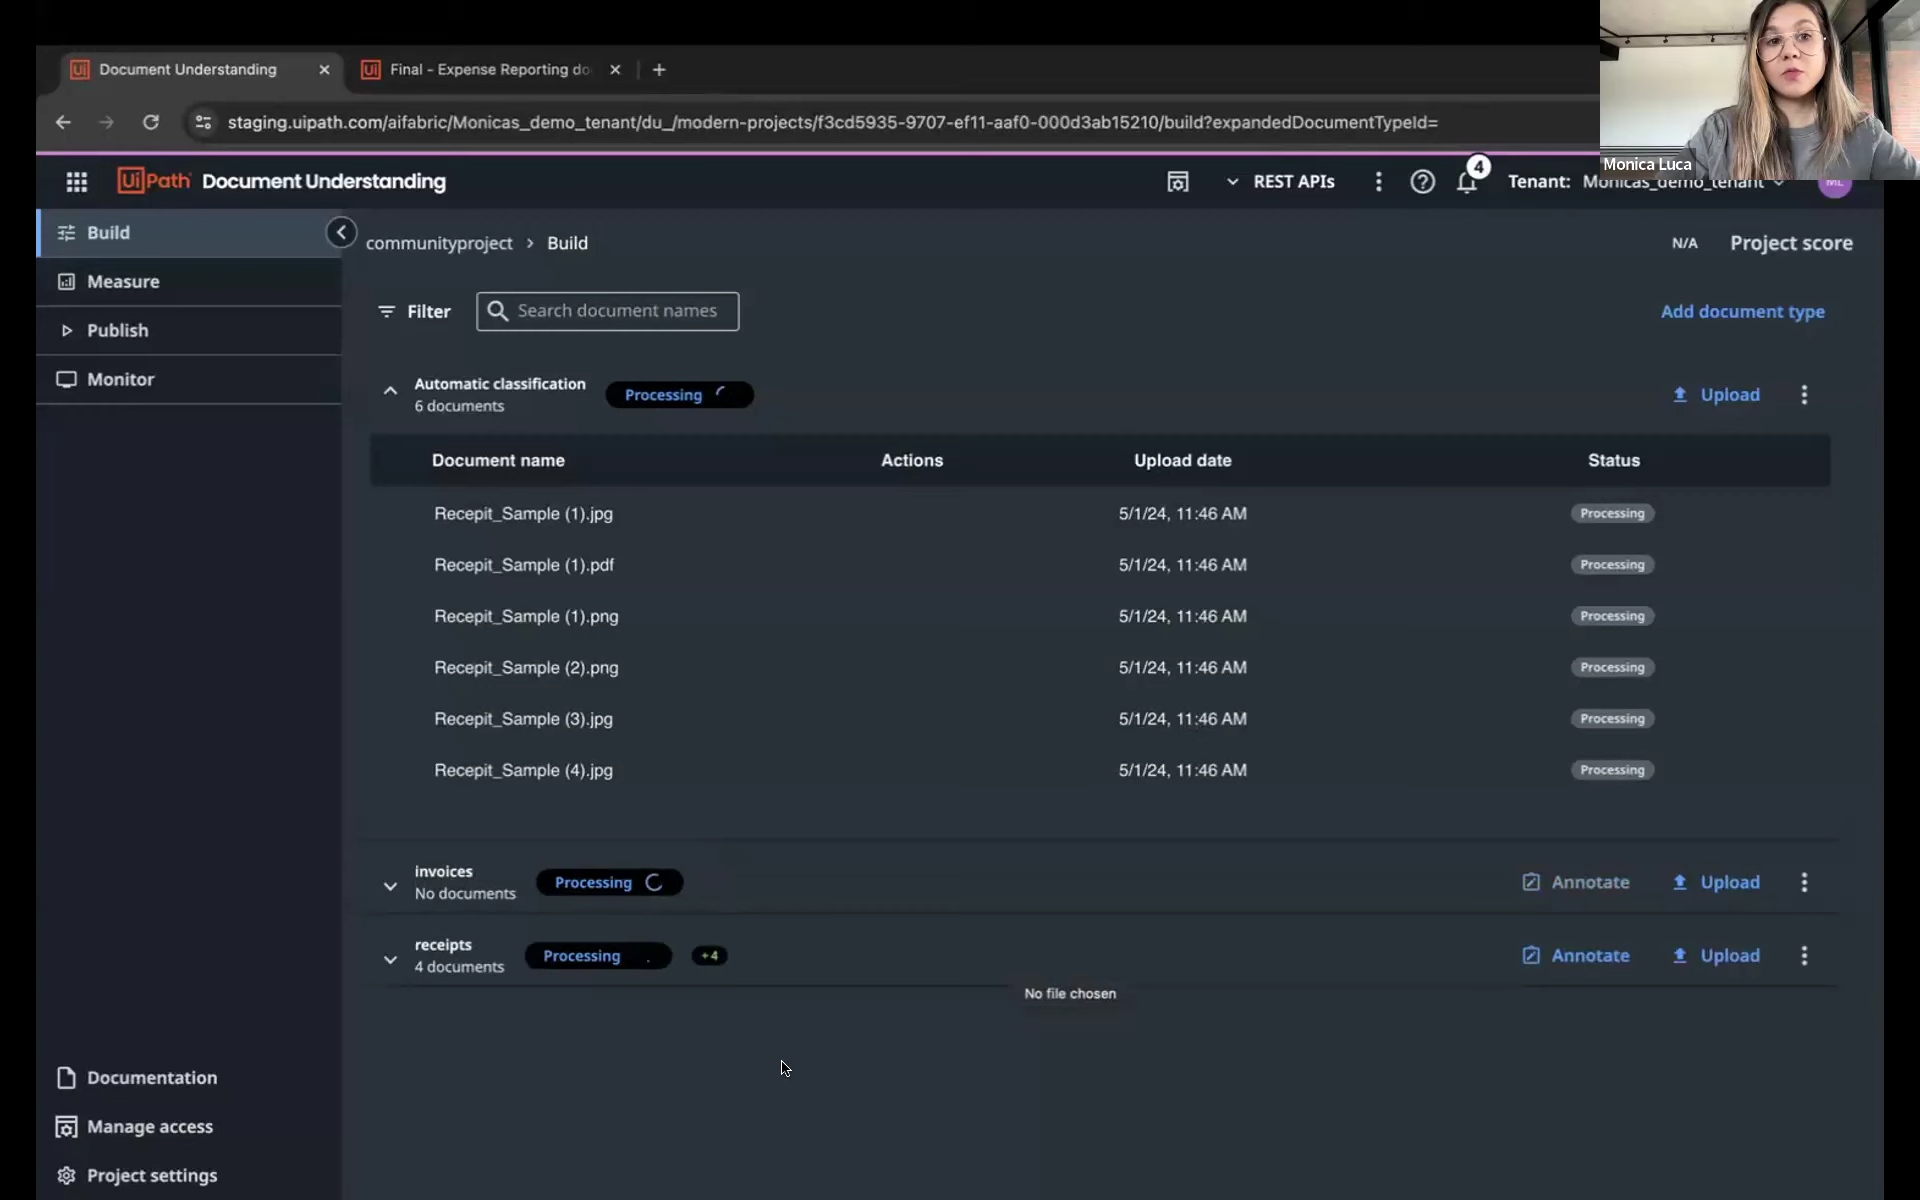 Document Understanding
Final - Expense Reporting do
staging.uipath.com/aifabric/Monicas_demo_tenant/du_/modern-projects/f3cd5935-9707-ef11-aaf0-000d3ab15210/build?expandedDocumentTypeId=
Monica Luca
UiPath Document Understanding
REST APIs
4
Tenant: Monicas_demo_tenant
ML
Build
Measure
Publish
Monitor
communityproject > Build
N/A Project score
Filter
Search document names
Add document type
Automatic classification
6 documents
Processing
Upload
Document name Actions Upload date Status
Recepit_Sample (1).jpg 5/1/24, 11:46 AM Processing
Recepit_Sample (1).pdf 5/1/24, 11:46 AM Processing
Recepit_Sample (1).png 5/1/24, 11:46 AM Processing
Recepit_Sample (2).png 5/1/24, 11:46 AM Processing
Recepit_Sample (3).jpg 5/1/24, 11:46 AM Processing
Recepit_Sample (4).jpg 5/1/24, 11:46 AM Processing
invoices
No documents
Processing
Annotate Upload
receipts
4 documents
Processing +4
Annotate Upload
No file chosen
Documentation
Manage access
Project settings